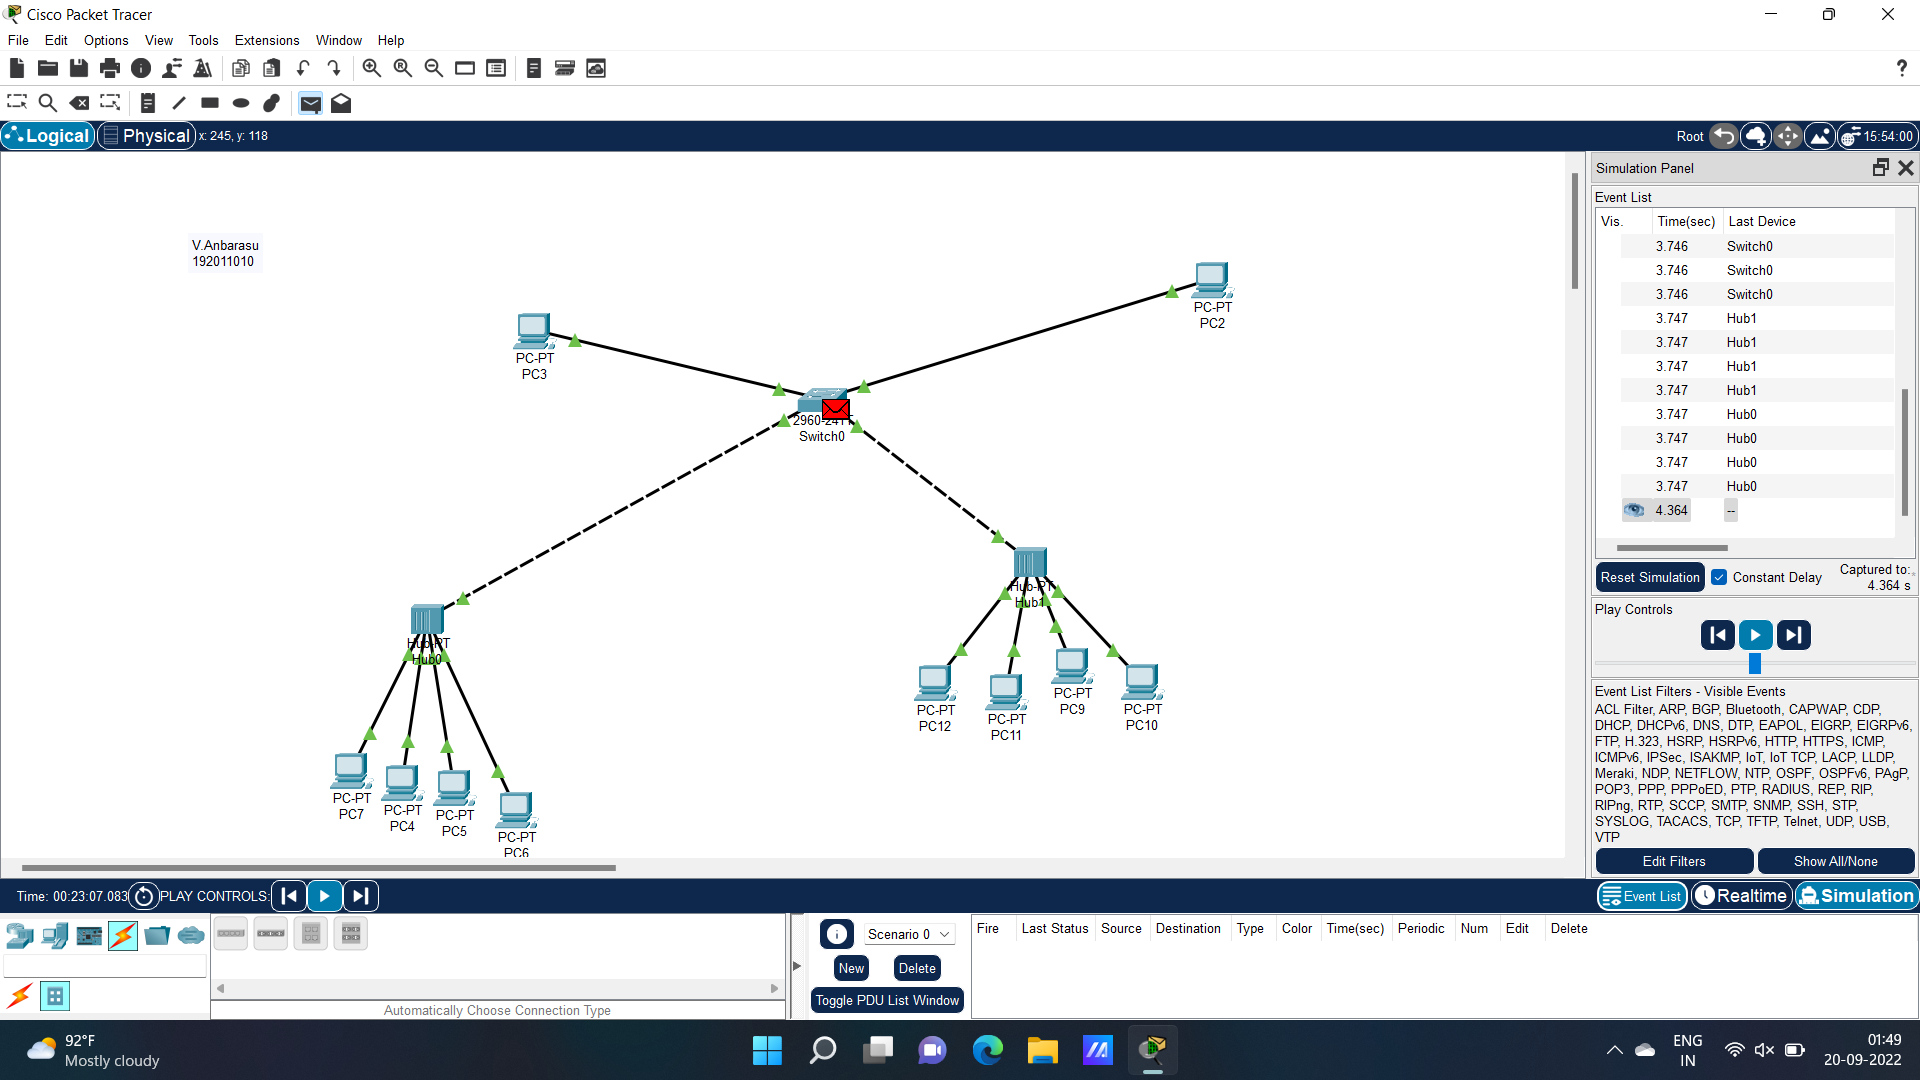 Cisco Packet Tracer
File Edit Options View Tools Extensions Window Help
Logical Physical x: 245, y: 118 Root 15:54:00
V.Anbarasu
192011010
PC-PT
PC3
PC-PT
PC2
Switch0
Hub-PT
Hub1
Hub-PT
Hub0
PC-PT
PC12
PC-PT
PC11
PC-PT
PC9
PC-PT
PC10
PC-PT
PC7
PC-PT
PC4
PC-PT
PC5
PC-PT
PC6
Simulation Panel
Event List
Vis. Time(sec) Last Device
3.746 Switch0
3.746 Switch0
3.746 Switch0
3.747 Hub1
3.747 Hub1
3.747 Hub1
3.747 Hub1
3.747 Hub0
3.747 Hub0
3.747 Hub0
3.747 Hub0
4.364 --
Reset Simulation Constant Delay Captured to:
4.364 s
Play Controls
Event List Filters - Visible Events
ACL Filter, ARP, BGP, Bluetooth, CAPWAP, CDP,
DHCP, DHCPv6, DNS, DTP, EAPOL, EIGRP, EIGRPv6,
FTP, H.323, HSRP, HSRPv6, HTTP, HTTPS, ICMP,
ICMPv6, IPSec, ISAKMP, IoT, IoT TCP, LACP, LLDP,
Meraki, NDP, NETFLOW, NTP, OSPF, OSPFv6, PAgP,
POP3, PPP, PPPoED, PTP, RADIUS, REP, RIP,
RIPng, RTP, SCCP, SMTP, SNMP, SSH, STP,
SYSLOG, TACACS, TCP, TFTP, Telnet, UDP, USB,
VTP
Edit Filters Show All/None
Time: 00:23:07.083 PLAY CONTROLS: Event List Realtime Simulation
Automatically Choose Connection Type
Scenario 0
New Delete
Toggle PDU List Window
Fire Last Status Source Destination Type Color Time(sec) Periodic Num Edit Delete
92°F
Mostly cloudy
ENG
IN
01:49
20-09-2022